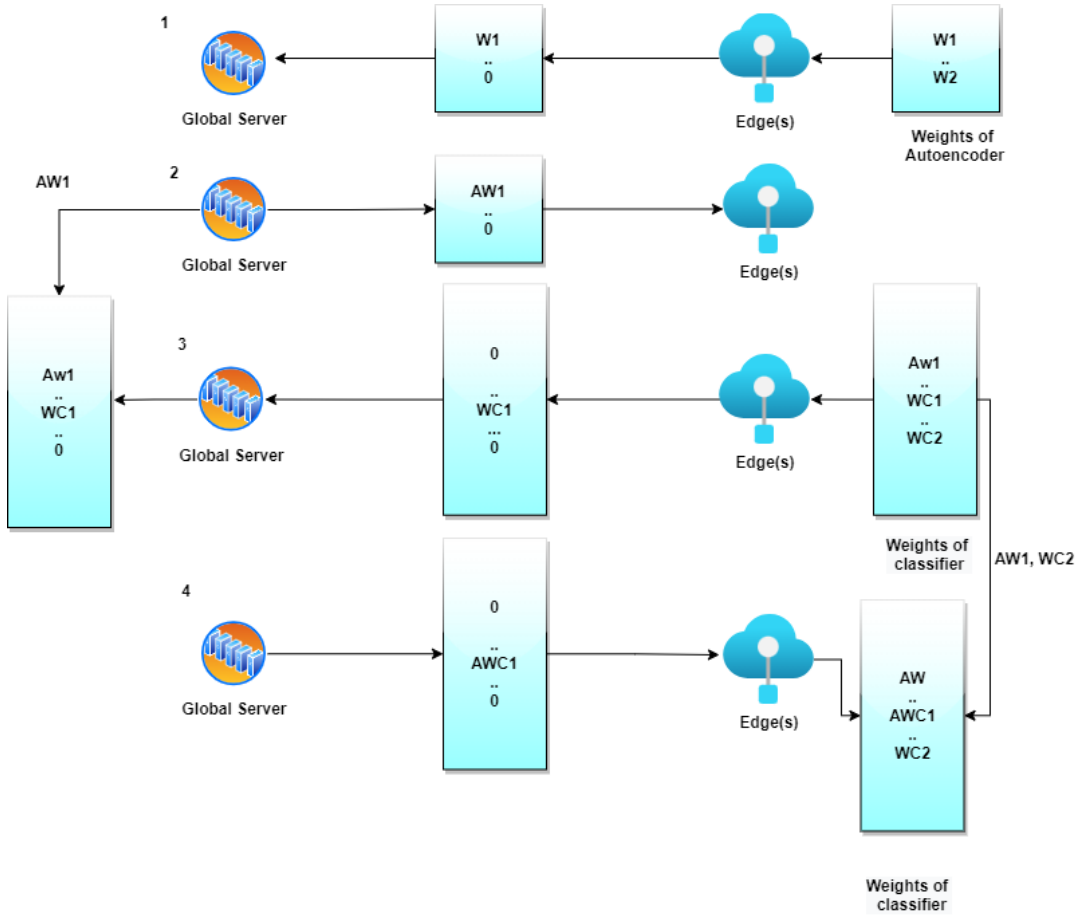 1
W1
..
0
W1
..
W2
Global Server
Edge(s)
Weights of
Autoencoder
AW1
2
AW1
..
0
Global Server
Edge(s)
3
Aw1
..
WC1
..
0
0
..
WC1
...
0
Aw1
..
WC1
..
WC2
Global Server
Edge(s)
Weights of
classifier
AW1, WC2
4
0
..
AWC1
..
0
Global Server
Edge(s)
AW
..
AWC1
..
WC2
Weights of
classifier